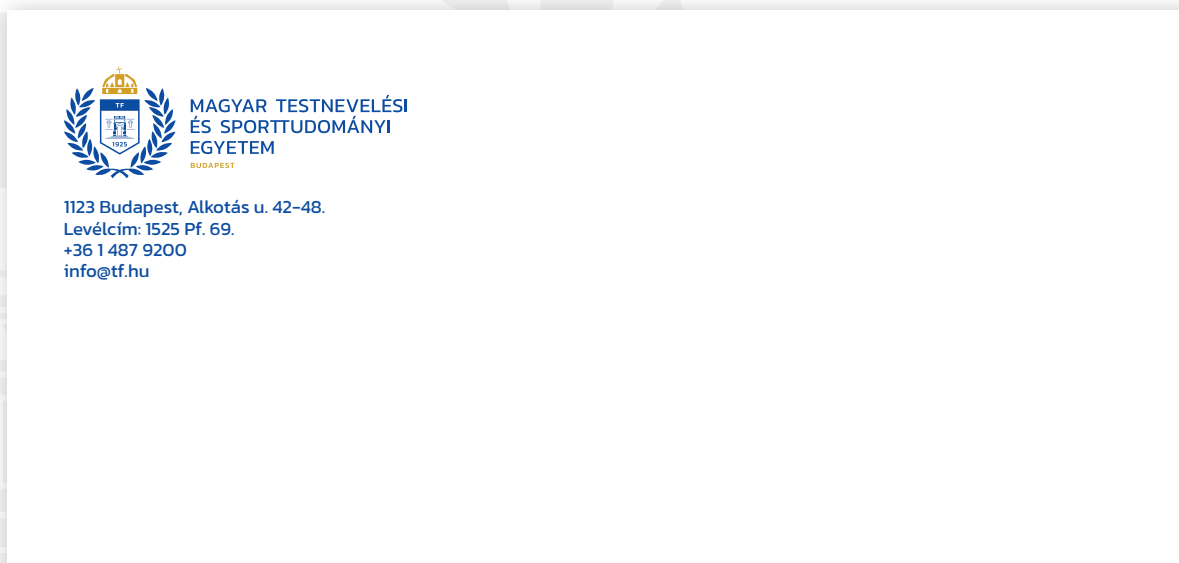 TF
1925
MAGYAR TESTNEVELÉSI
ÉS SPORTTUDOMÁNYI
EGYETEM
BUDAPEST
1123 Budapest, Alkotás u. 42-48.
Levélcím: 1525 Pf. 69.
+36 1 487 9200
info@tf.hu